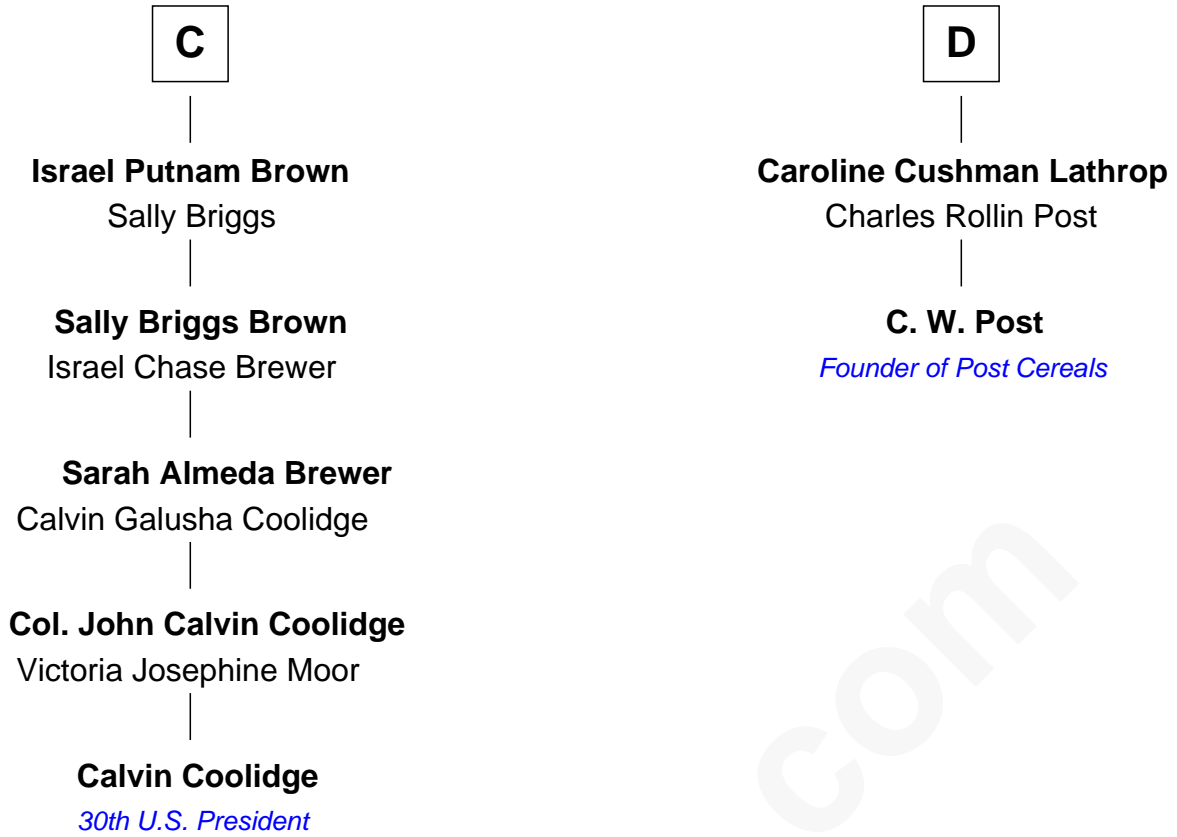 C
Israel Putnam Brown
Sally Briggs
Sally Briggs Brown
Israel Chase Brewer
Sarah Almeda Brewer
Calvin Galusha Coolidge
Col. John Calvin Coolidge
Victoria Josephine Moor
Calvin Coolidge
30th U.S. President
D
Caroline Cushman Lathrop
Charles Rollin Post
C. W. Post
Founder of Post Cereals
com